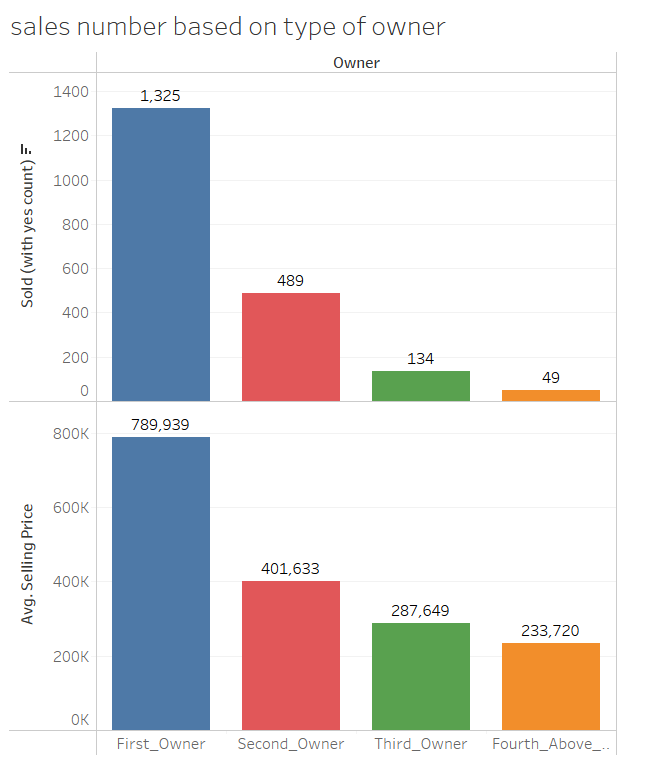 sales number based on type of owner
Owner
Sold (with yes count)
1400
1200
1000
800
600
400
200
0
1,325
489
134
49
Avg. Selling Price
800K
600K
400K
200K
0K
789,939
401,633
287,649
233,720
First_Owner
Second_Owner
Third_Owner
Fourth_Above_..